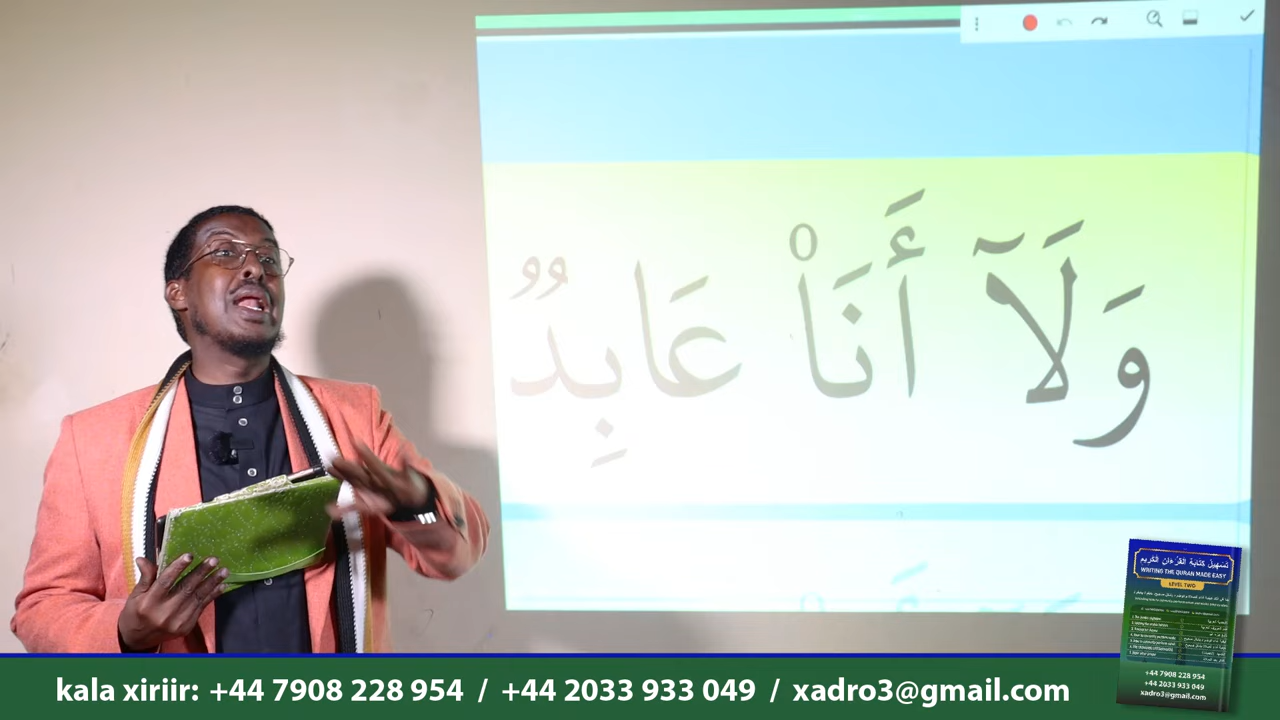 وَلَآ أَنَا۠ عَابِدٌ
kala xiriir: +44 7908 228 954 / +44 2033 933 049 / xadro3@gmail.com
تسهيل كتابة القرءان الكريم
WRITING THE QURAN MADE EASY
LEVEL TWO
+44 7908 228 954
+44 2033 933 049
xadro3@gmail.com